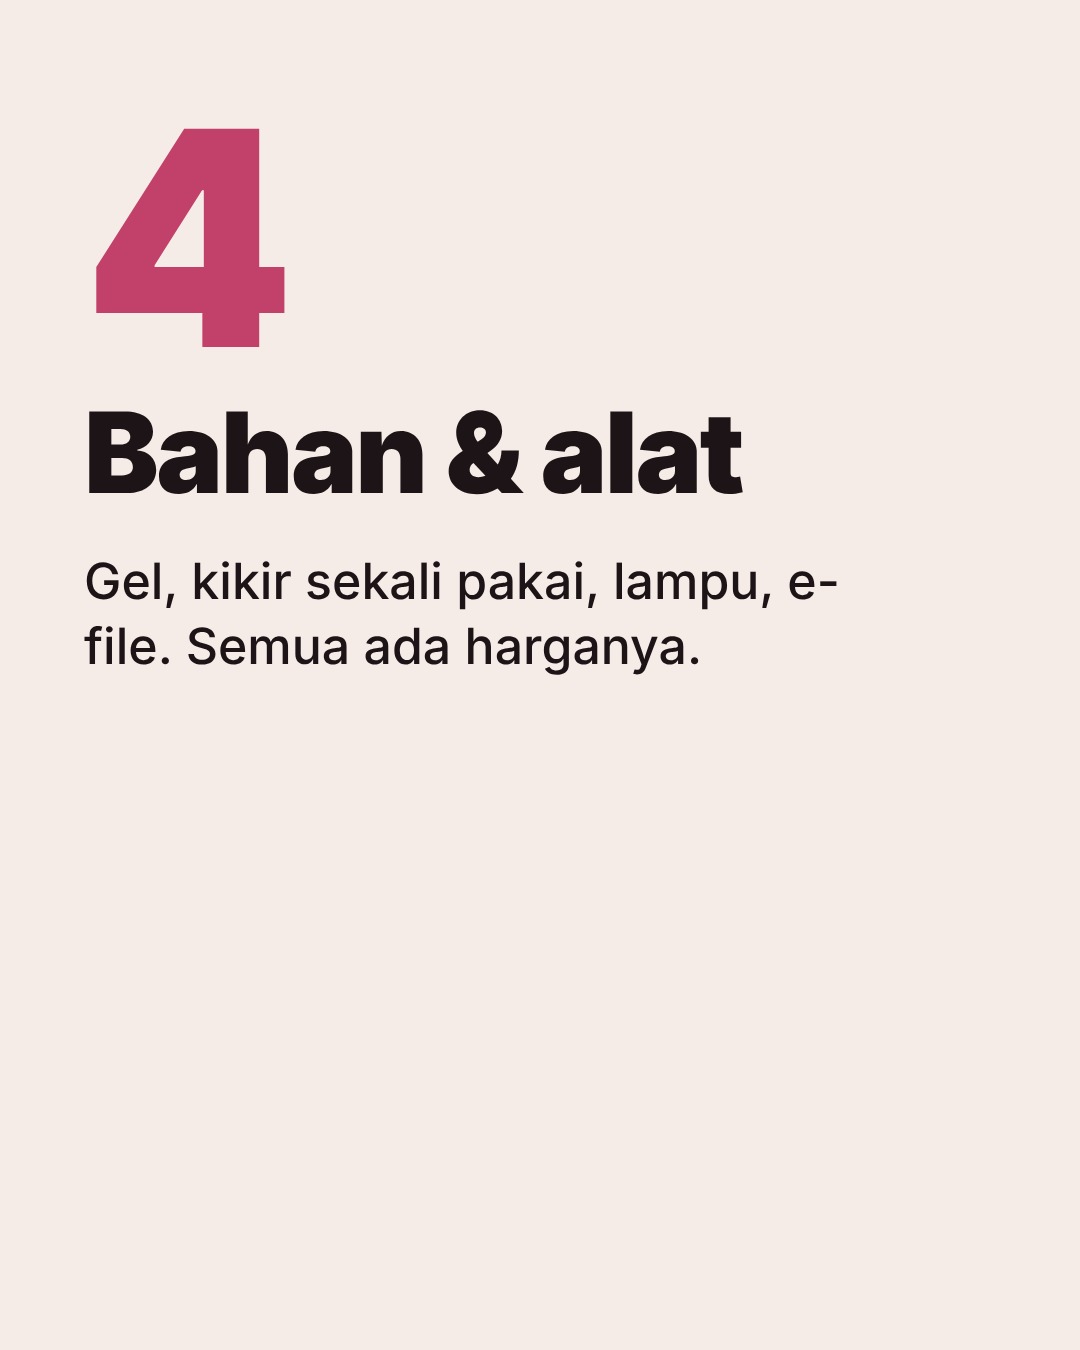 4
Bahan & alat
Gel, kikir sekali pakai, lampu, e-
file. Semua ada harganya.